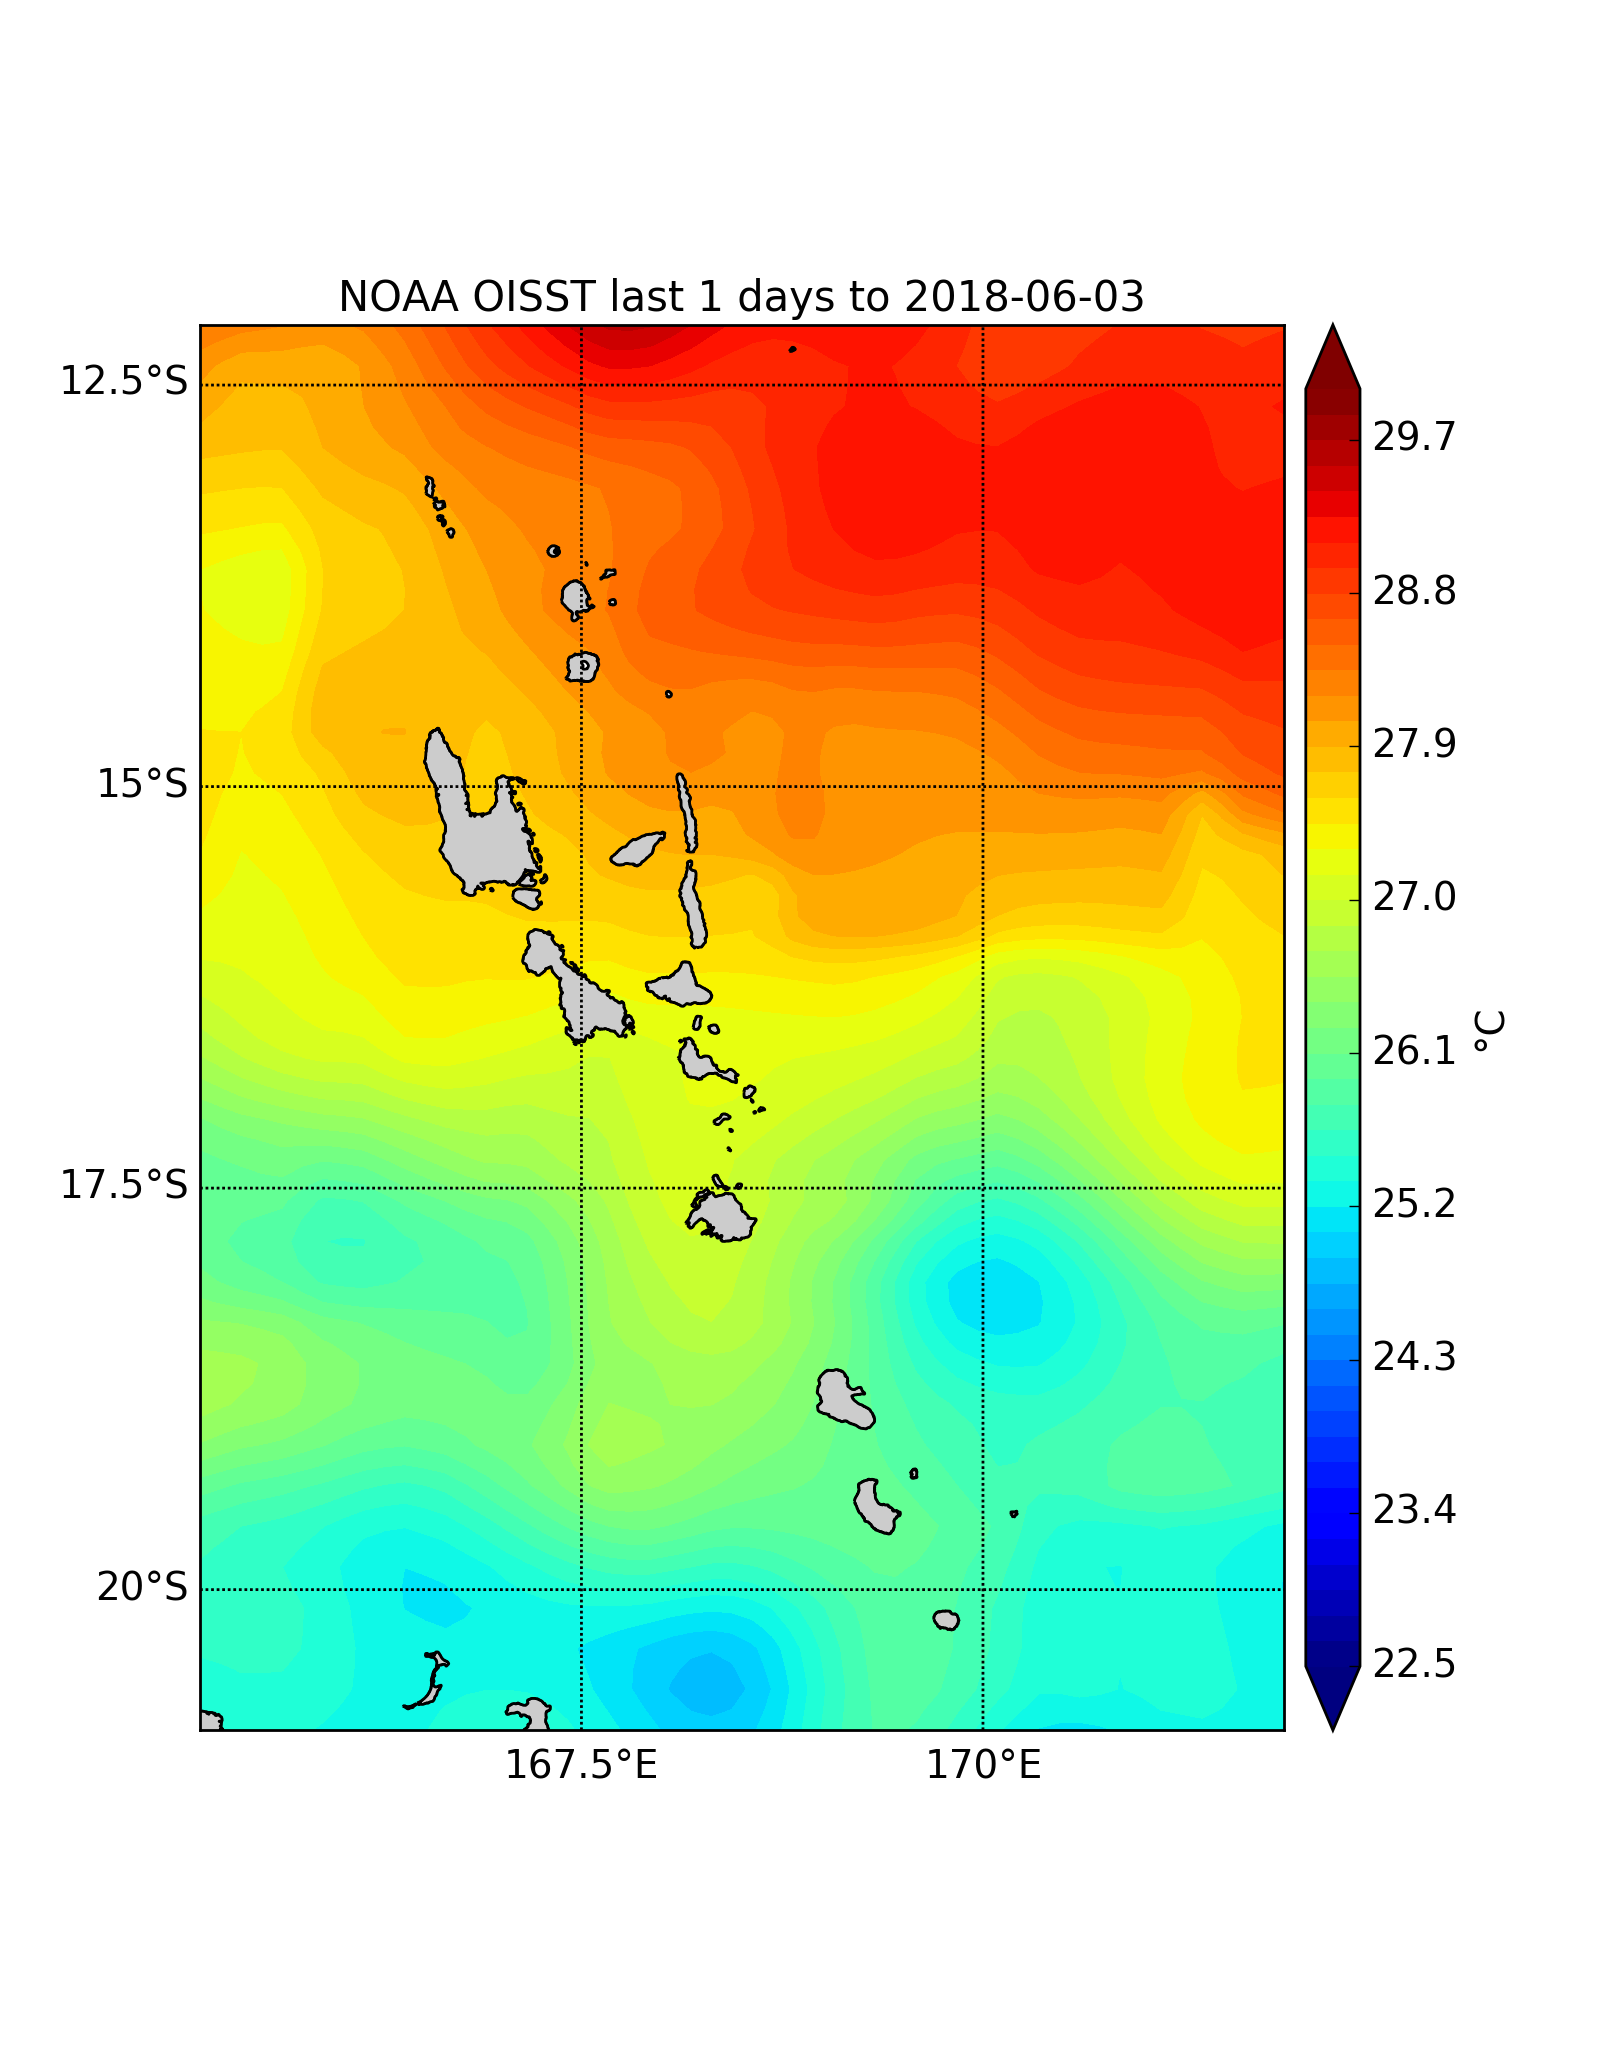 NOAA OISST last 1 days to 2018-06-03
12.5°S
15°S
17.5°S
20°S
167.5°E
170°E
29.7
28.8
27.9
27.0
26.1
25.2
24.3
23.4
22.5
°C